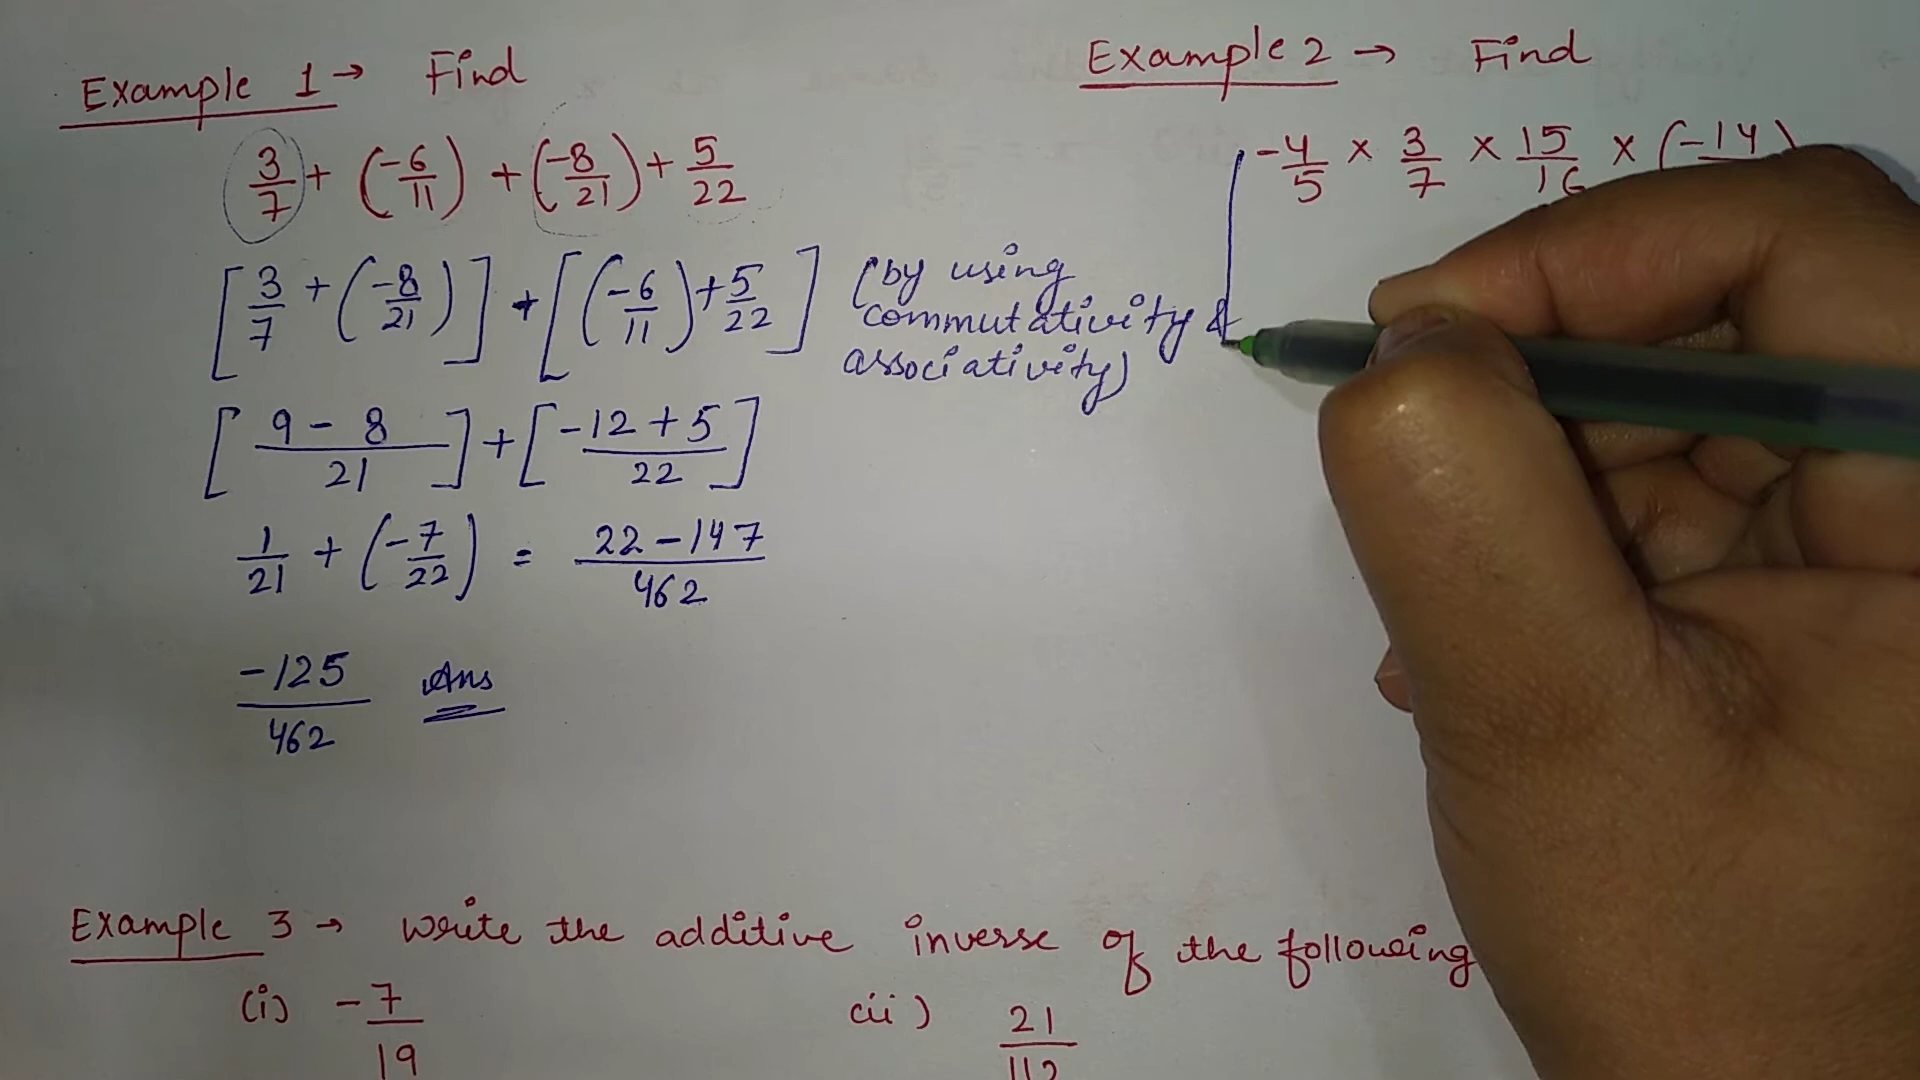 Example 1 → Find
3/7 + (-6/11) + (-8/21) + 5/22
[3/7 + (-8/21)] + [(-6/11) + 5/22] (by using commutativity & associativity)
[9 - 8 / 21] + [-12 + 5 / 22]
1/21 + (-7/22) = 22 - 147 / 462
-125/462 Ans
Example 2 → Find
-4/5 × 3/7 × 15/16 × (-14
Example 3 → Write the additive inverse of the following
(i) -7/19 (ii) 21/112